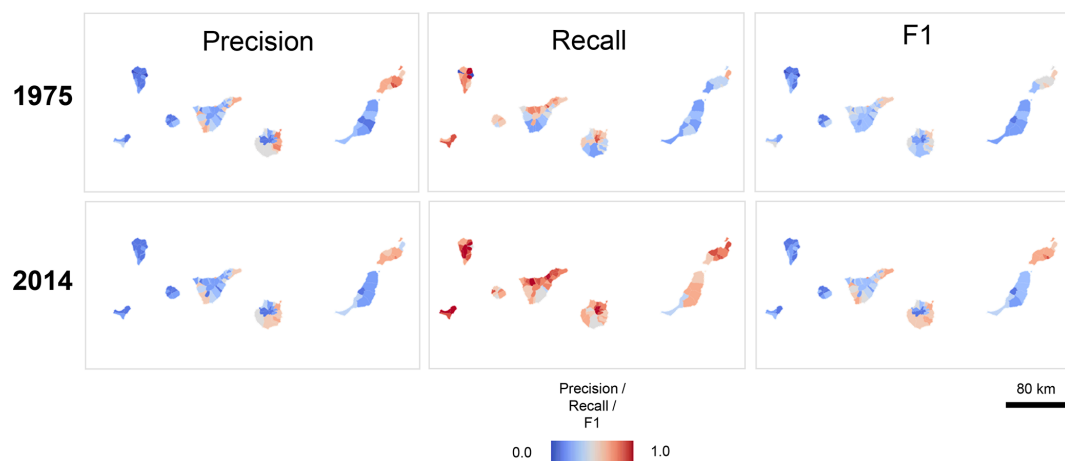 Precision
Recall
F1
1975
2014
Precision /
Recall /
F1
0.0
1.0
80 km